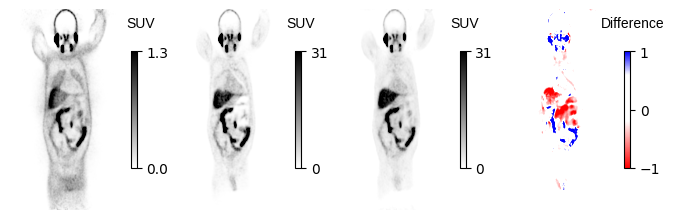 SUV SUV SUV Difference
1.3 31 31 1
0
0.0 0 0 −1